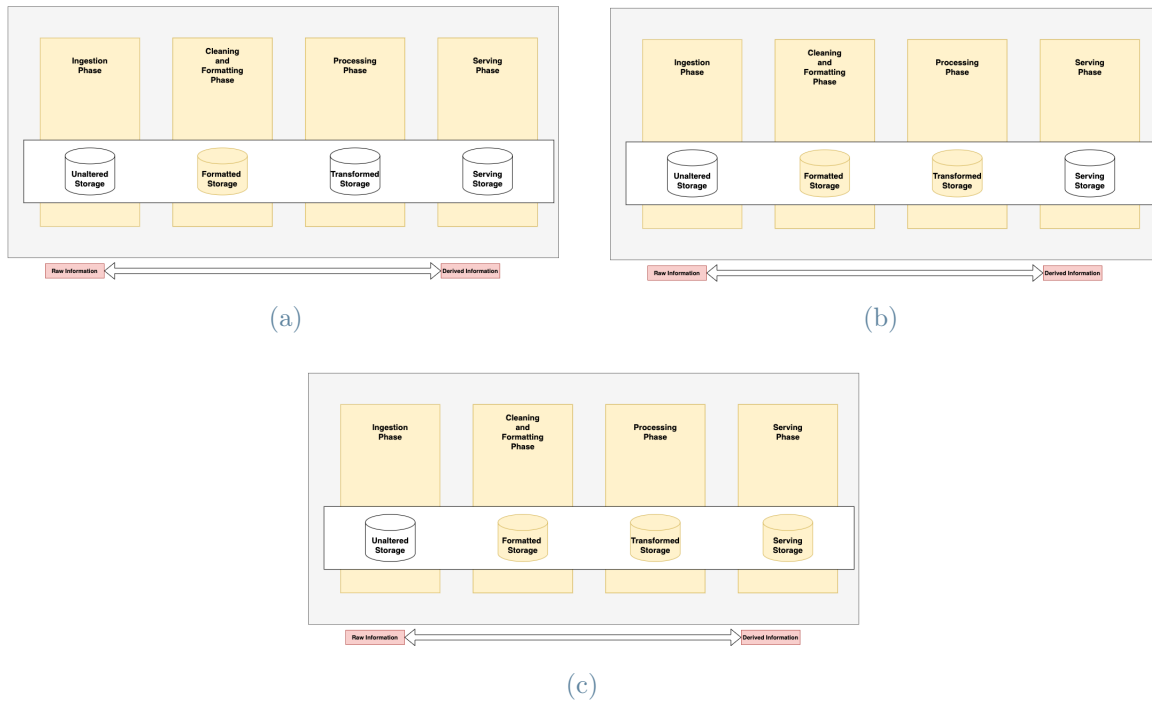 Ingestion
Phase
Cleaning
and
Formatting
Phase
Processing
Phase
Serving
Phase
Unaltered
Storage
Formatted
Storage
Transformed
Storage
Serving
Storage
Raw Information
Derived Information
(a)
Ingestion
Phase
Cleaning
and
Formatting
Phase
Processing
Phase
Serving Phase
Unaltered
Storage
Formatted
Storage
Transformed
Storage
Serving
Storage
Raw Information
Derived Information
(b)
Ingestion
Phase
Cleaning
and
Formatting
Phase
Processing
Phase
Serving Phase
Unaltered
Storage
Formatted
Storage
Transformed
Storage
Serving
Storage
Raw Information
Derived Information
(c)